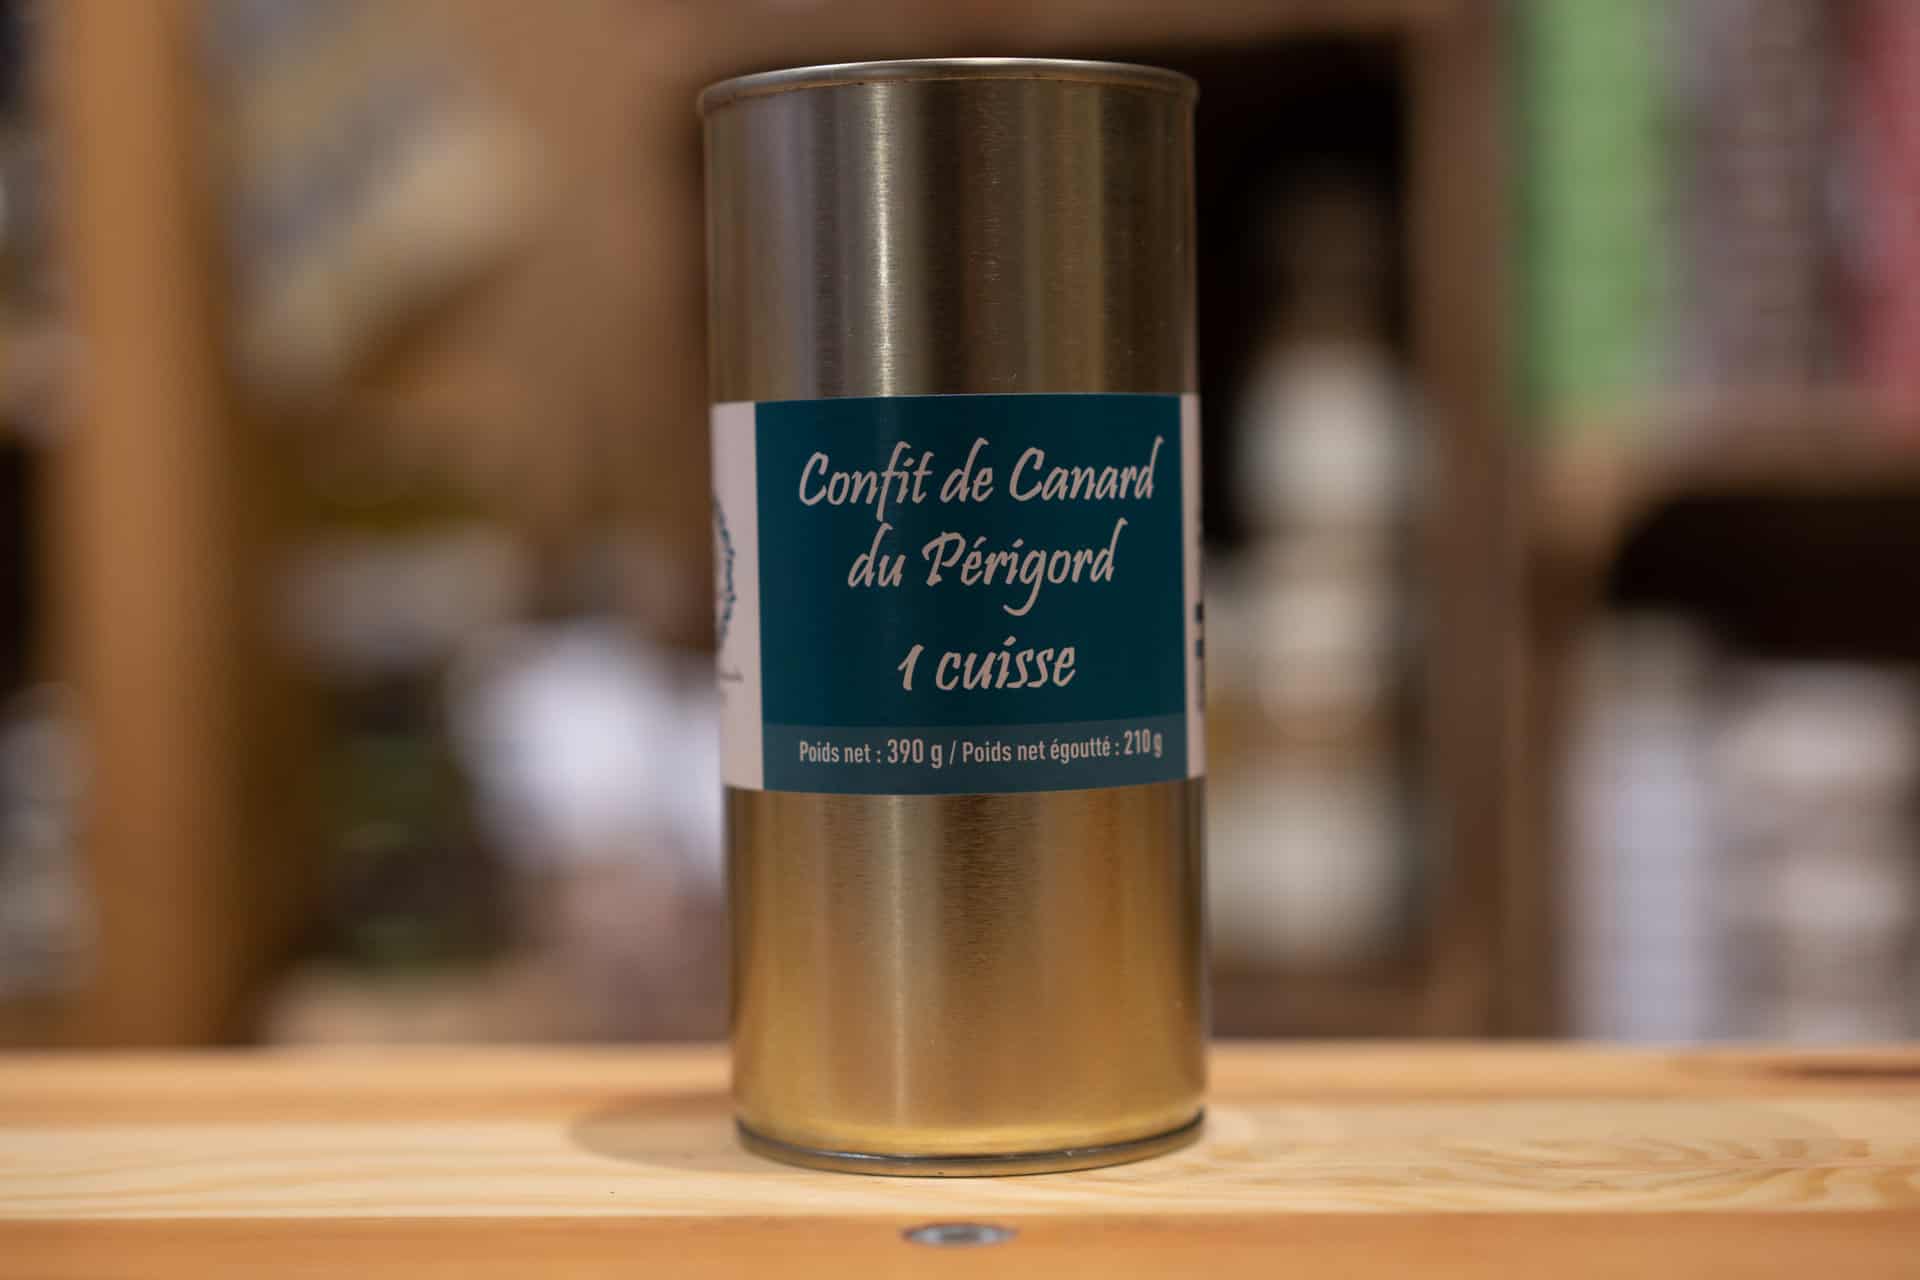 Confit de Canard
du Périgord
1 cuisse
Poids net : 390 g / Poids net égoutté : 210 g